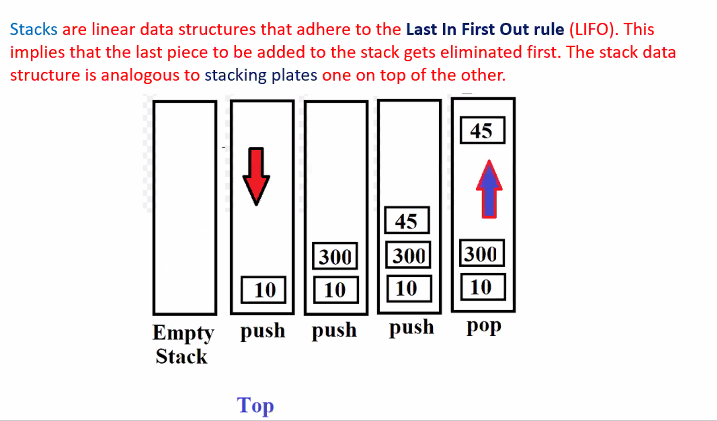 Stacks are linear data structures that adhere to the Last In First Out rule (LIFO). This
implies that the last piece to be added to the stack gets eliminated first. The stack data
structure is analogous to stacking plates one on top of the other.
45
45
300 300 300
10 10 10 10
Empty push push push pop
Stack
Top